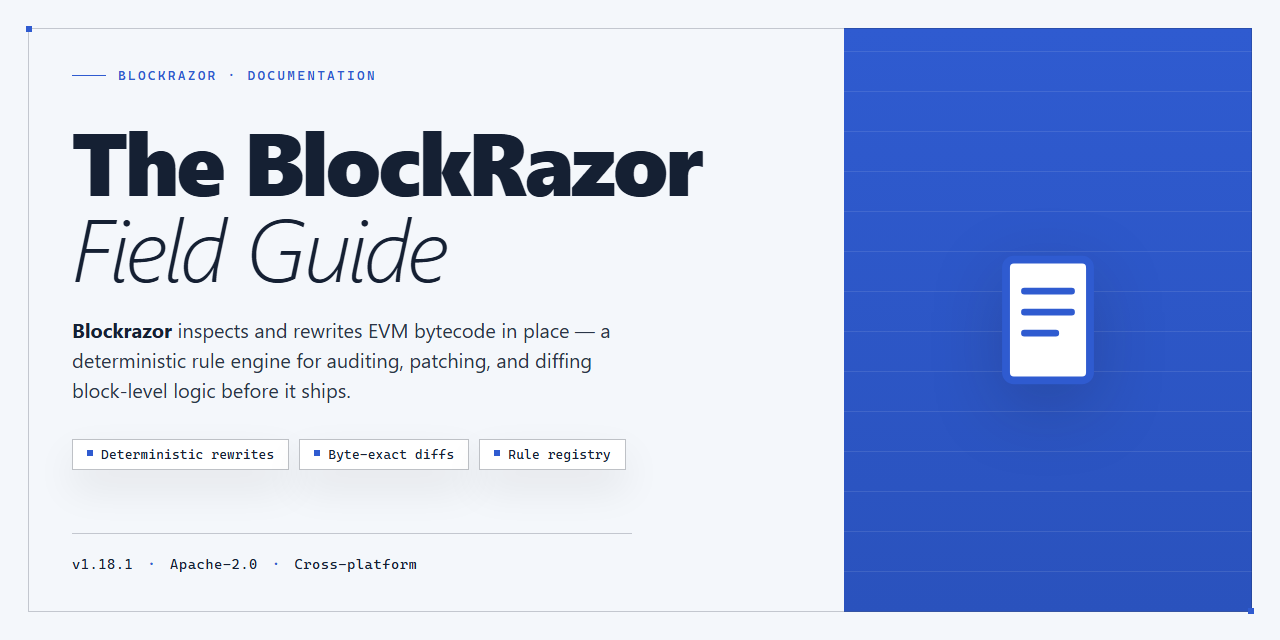 BLOCKRAZOR · DOCUMENTATION
The BlockRazor
Field Guide
Blockrazor inspects and rewrites EVM bytecode in place — a
deterministic rule engine for auditing, patching, and diffing
block-level logic before it ships.
Deterministic rewrites
Byte-exact diffs
Rule registry
v1.18.1 · Apache-2.0 · Cross-platform